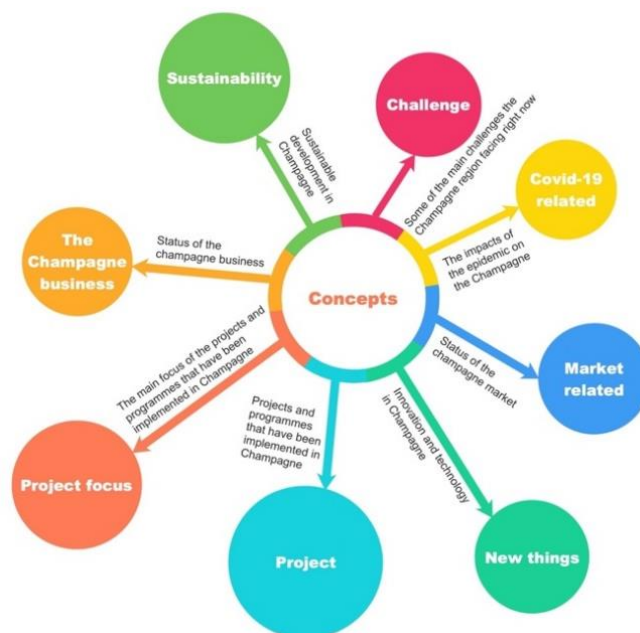 Concepts
Sustainability
Sustainable
development in
Champagne
Challenge
Some of the main challenges the
Champagne region facing right now
Covid-19
related
The impacts of
the epidemic on
the Champagne
Market
related
Status of the
champagne market
New things
Innovation and technology
in Champagne
Project
Projects and
programmes
that have been
implemented in
Champagne
Project focus
The main focus of the projects and
programmes that have been
implemented in Champagne
The
Champagne
business
Status of the
champagne business